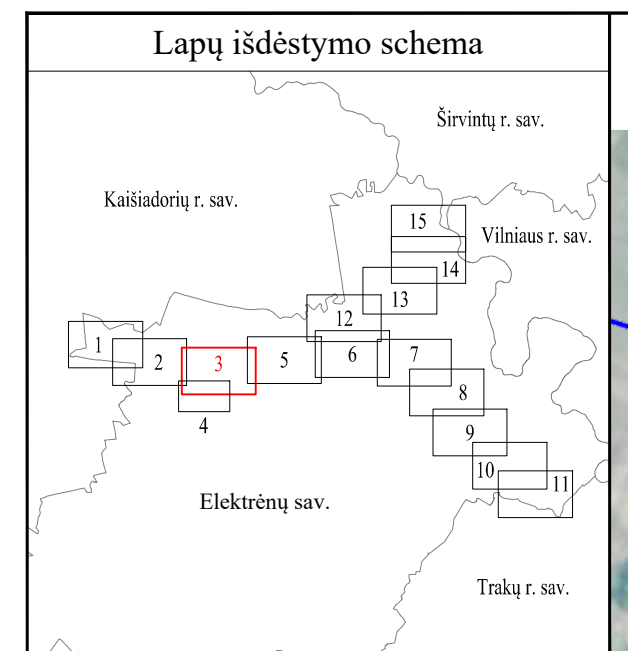 Lapų išdėstymo schema
Širvintų r. sav.
Kaišiadorių r. sav.
15
Vilniaus r. sav.
14
13
12
1
2
3
5
6
7
8
4
9
10
11
Elektrėnų sav.
Trakų r. sav.